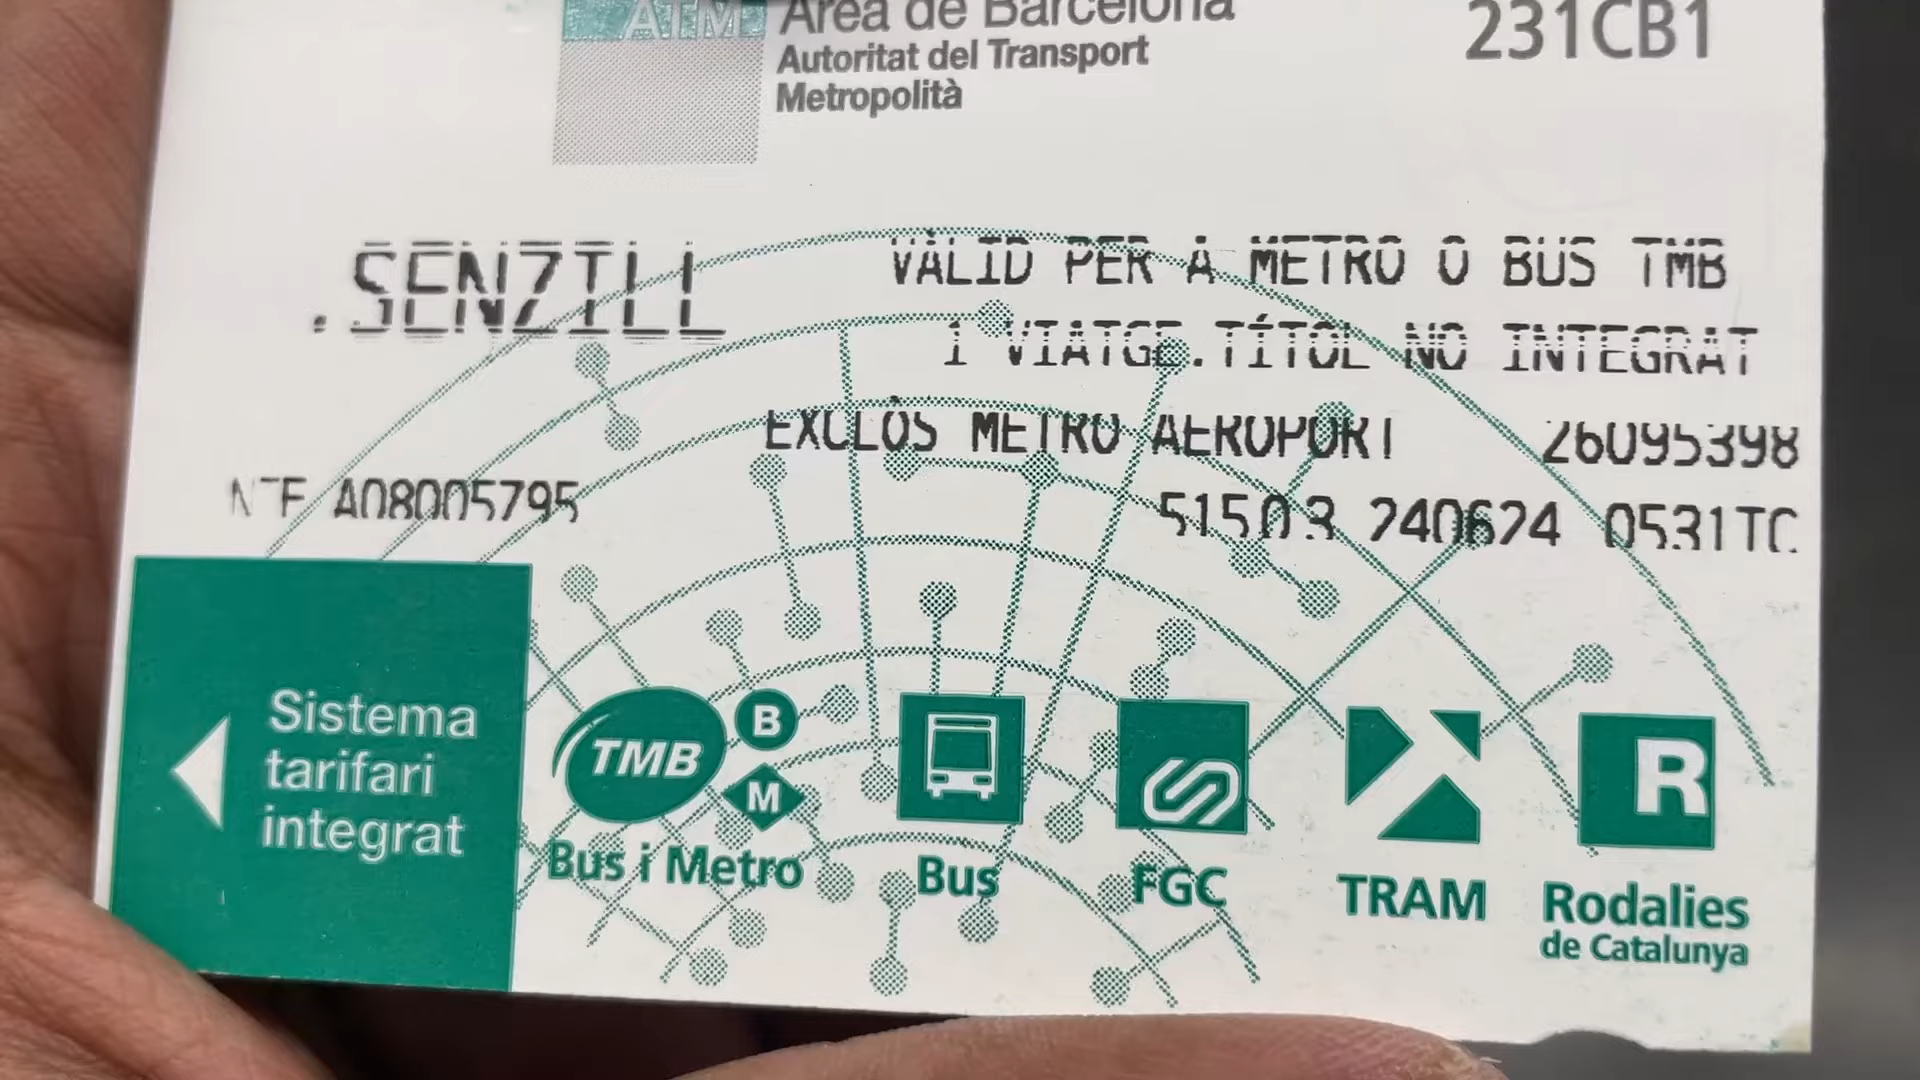 ATM Àrea de Barcelona
Autoritat del Transport
Metropolità
231CB1
.SENZILL
VÀLID PER A METRO O BUS TMB
1 VIATGE.TÍTOL NO INTEGRAT
EXCLÒS METRO AEROPORT 26095398
NIF A08005795
51503 240624 0531TC
Sistema
tarifari
integrat
TMB B
M
Bus i Metro
Bus
FGC
TRAM
R
Rodalies
de Catalunya